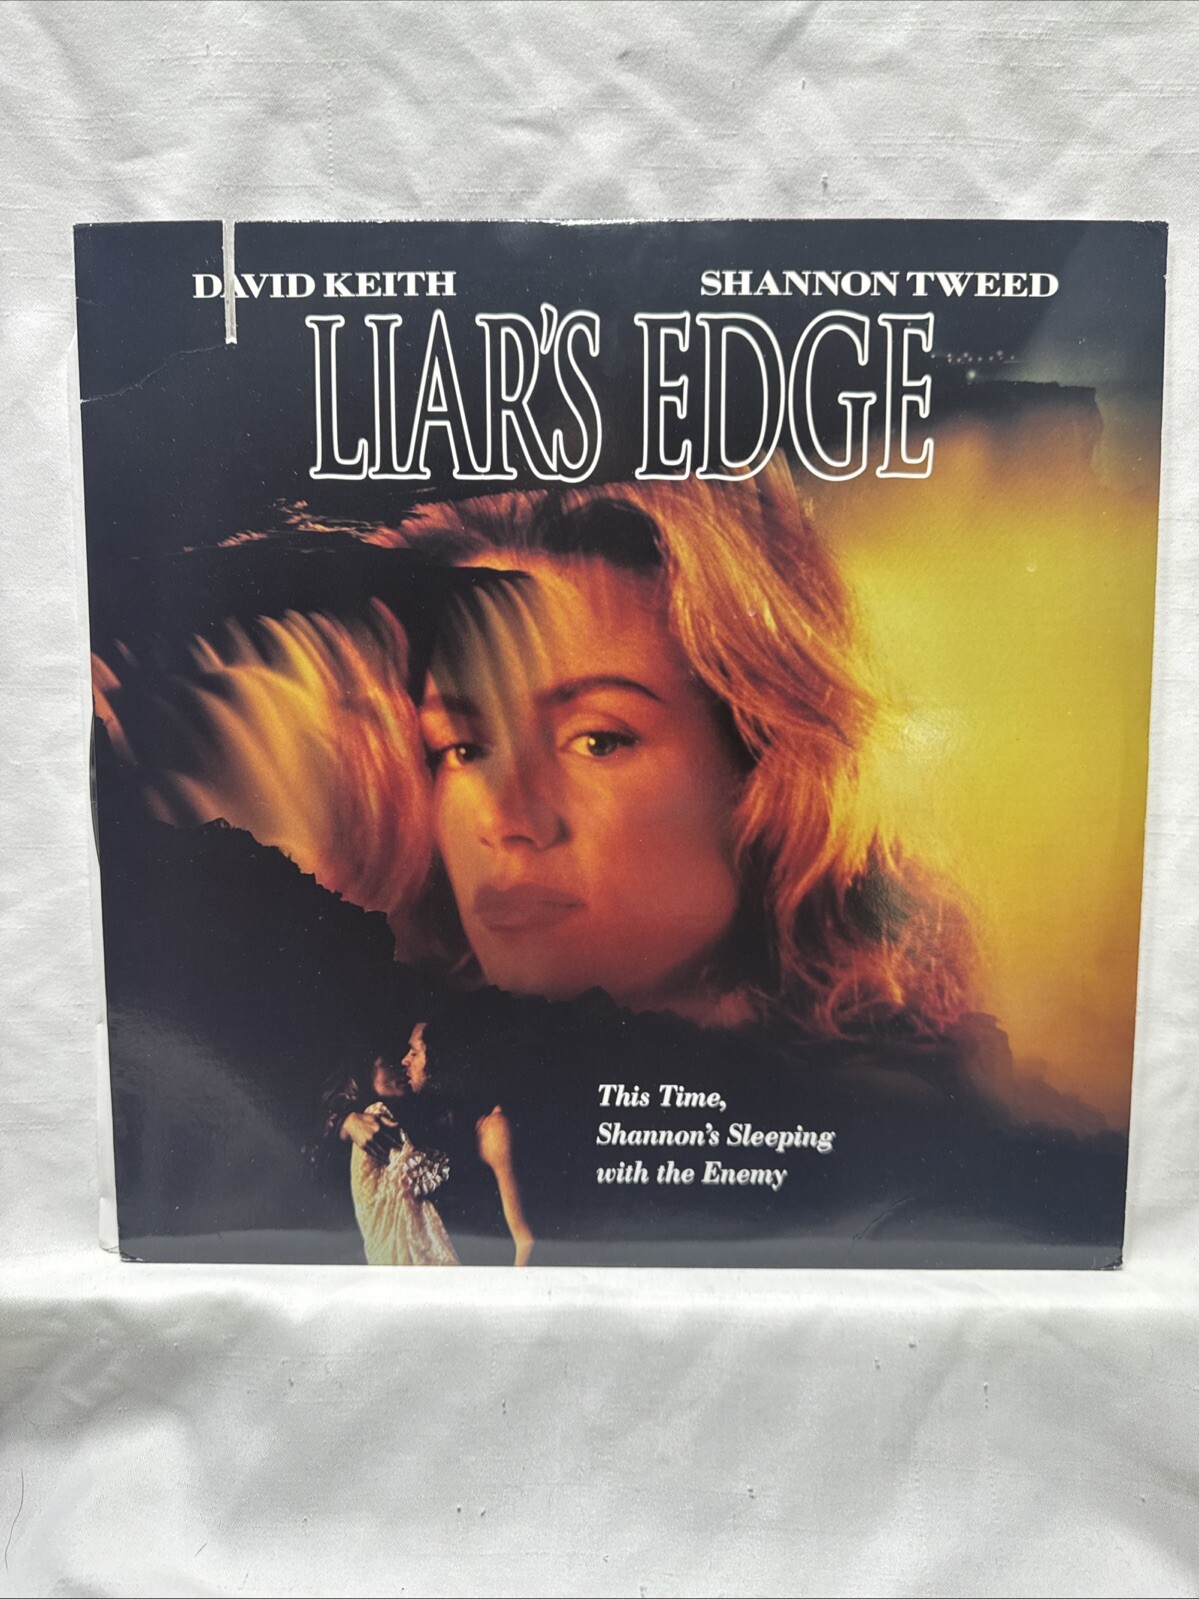 DAVID KEITH SHANNON TWEED
LIAR'S EDGE
This Time,
Shannon's Sleeping
with the Enemy